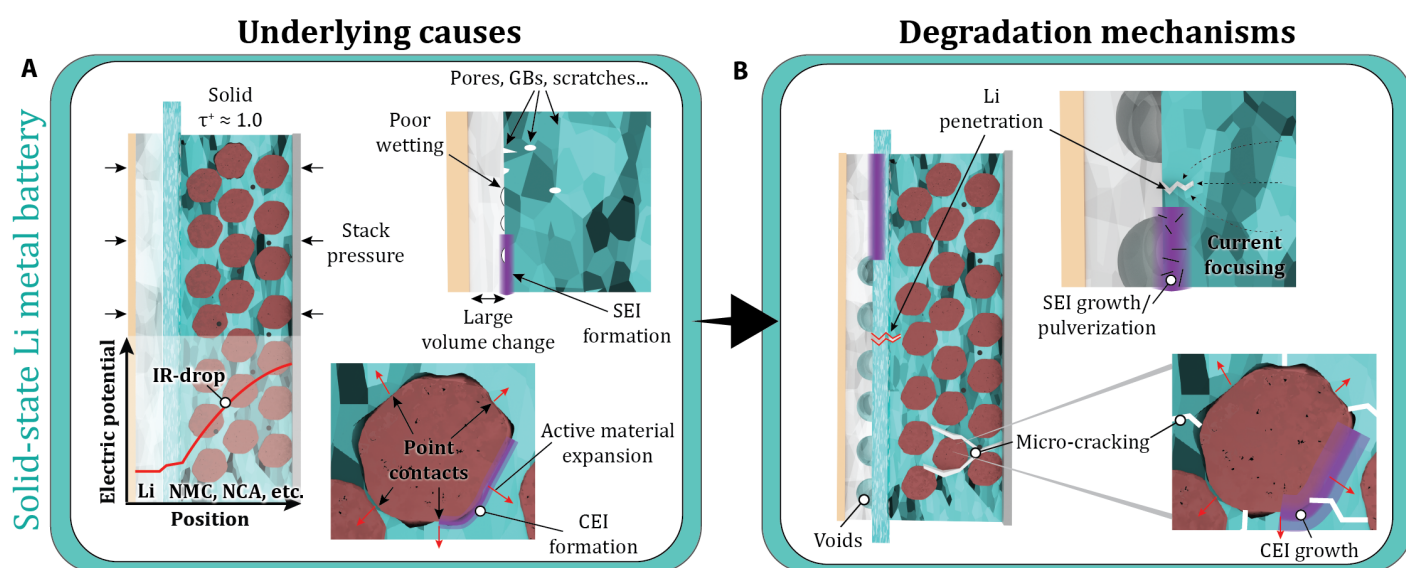 Underlying causes
Degradation mechanisms
Solid-state Li metal battery
A
Solid
τ⁺ ≈ 1.0
Stack
pressure
Pores, GBs, scratches...
Poor
wetting
SEI
formation
Large
volume change
Electric potential
IR-drop
Li
NMC, NCA, etc.
Position
Point
contacts
Active material
expansion
CEI
formation
B
Li
penetration
Current
focusing
SEI growth/
pulverization
Micro-cracking
Voids
CEI growth